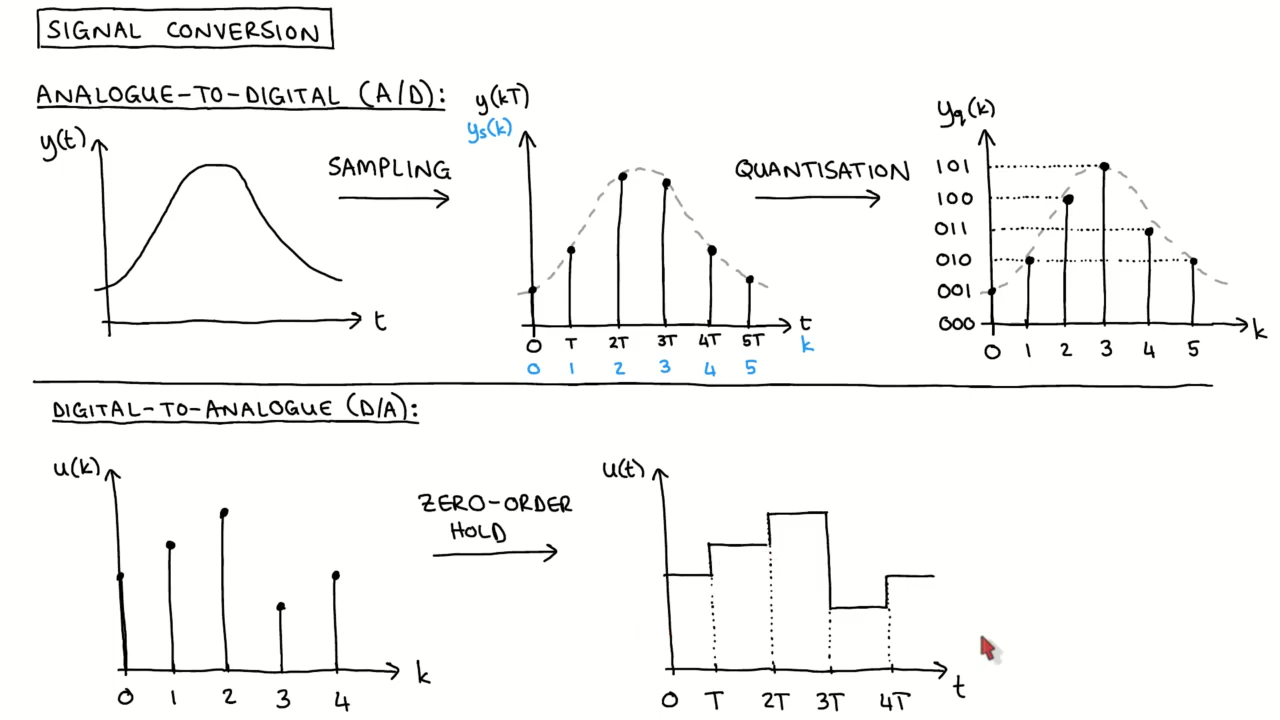 SIGNAL CONVERSION
ANALOGUE-TO-DIGITAL (A/D):
y(t)
t
SAMPLING
y(kT)
ys(k)
0 T 2T 3T 4T 5T
t
0 1 2 3 4 5
k
QUANTISATION
yq(k)
101
100
011
010
001
000
0 1 2 3 4 5
k
DIGITAL-TO-ANALOGUE (D/A):
u(k)
0 1 2 3 4
k
ZERO-ORDER
HOLD
u(t)
0 T 2T 3T 4T
t